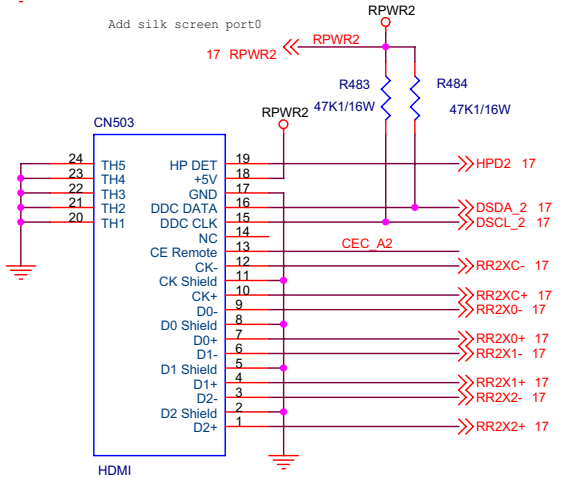 RPWR2
Add silk screen port0
17 RPWR2
RPWR2
R483
R484
47K1/16W
47K1/16W
RPWR2
CN503
24 TH5 HP DET 19 HPD2 17
23 TH4 +5V 18
22 TH3 GND 17
21 TH2 DDC DATA 16 DSDA_2 17
20 TH1 DDC CLK 15 DSCL_2 17
NC 14
CE Remote 13 CEC_A2
CK- 12 RR2XC- 17
CK Shield 11
CK+ 10 RR2XC+ 17
D0- 9 RR2X0- 17
D0 Shield 8
D0+ 7 RR2X0+ 17
D1- 6 RR2X1- 17
D1 Shield 5
D1+ 4 RR2X1+ 17
D2- 3 RR2X2- 17
D2 Shield 2
D2+ 1 RR2X2+ 17
HDMI